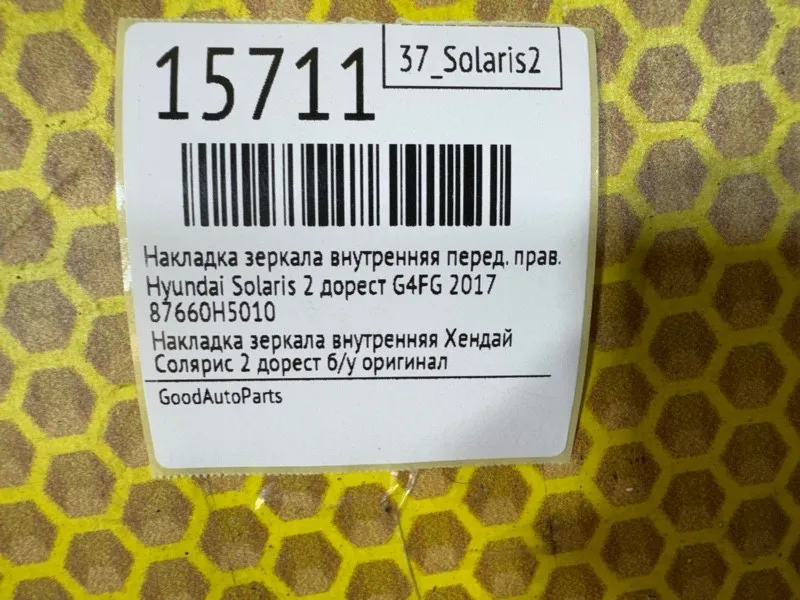 15711
37_Solaris2
Накладка зеркала внутренняя перед. прав.
Hyundai Solaris 2 дорест G4FG 2017
87660H5010
Накладка зеркала внутренняя Хендай
Солярис 2 дорест б/у оригинал
GoodAutoParts